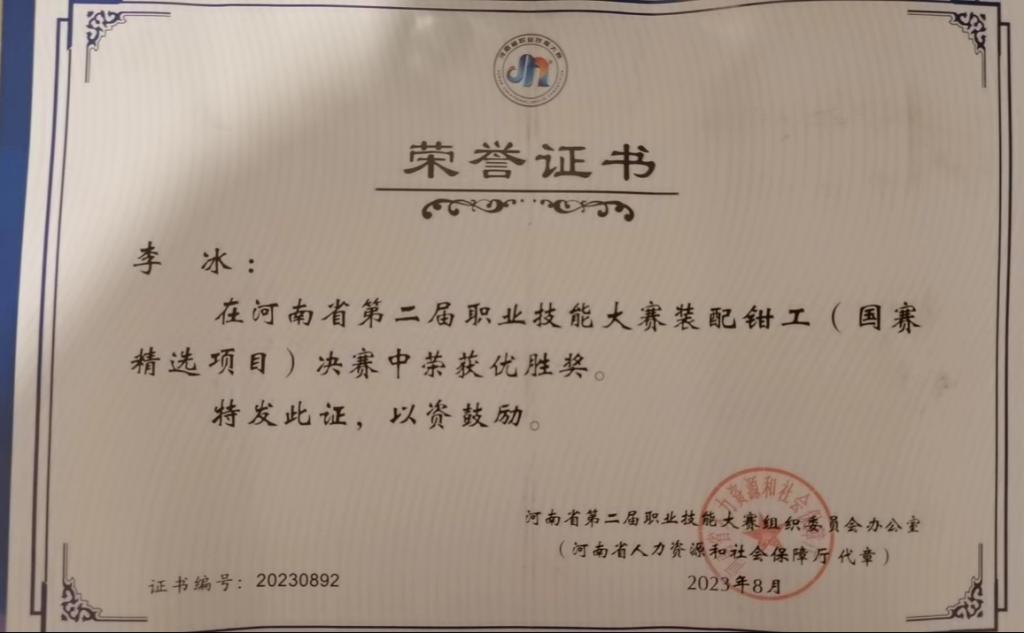 荣誉证书
李 冰：
在河南省第二届职业技能大赛装配钳工（国赛
精选项目）决赛中荣获优胜奖。
特发此证，以资鼓励。
河南省第二届职业技能大赛组织委员会办公室
（河南省人力资源和社会保障厅代章）
2023年8月
证书编号：20230892